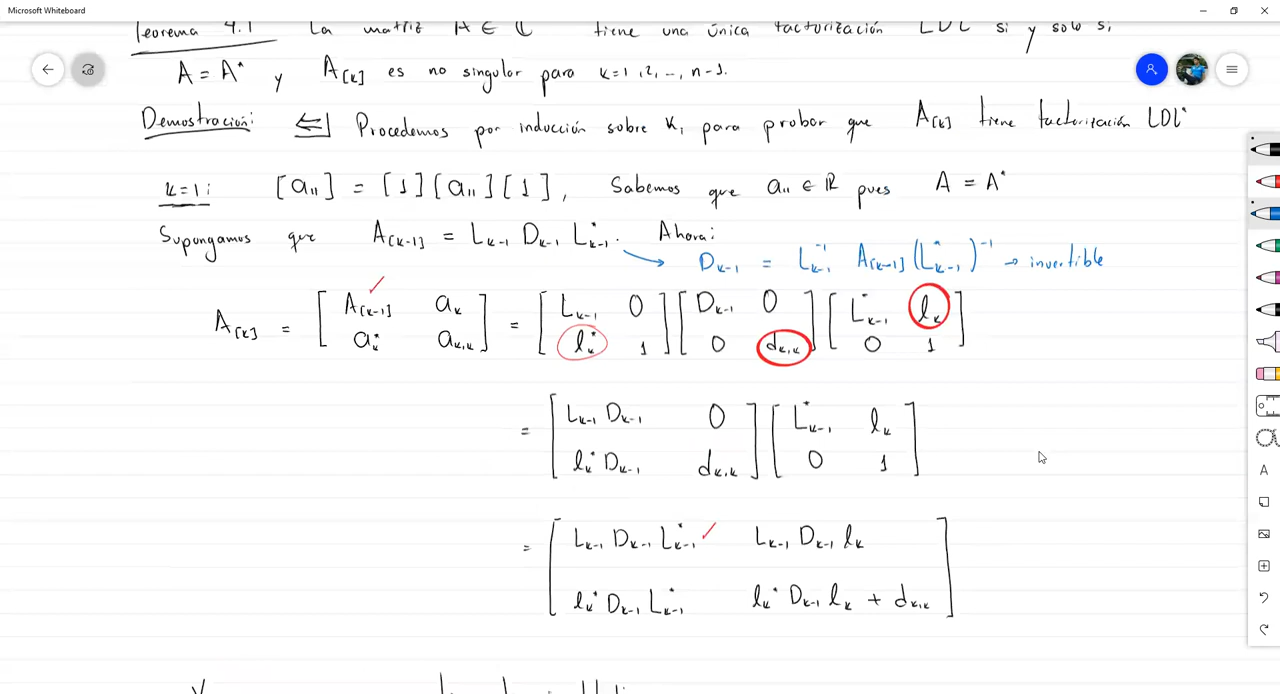 Microsoft Whiteboard
Teorema 4.1 La matriz A ∈ ℂ tiene una única factorización LDL si y solo si
A = A* y A[k] es no singular para k=1,2,...,n-1.
Demostración: ⇐] Procedemos por inducción sobre k, para probar que A[k] tiene factorización LDL*
k=1: [a₁₁] = [1][a₁₁][1], Sabemos que a₁₁ ∈ ℝ pues A = A*
Supongamos que A[k-1] = Lk-1 Dk-1 L*k-1. Ahora:
Dk-1 = L⁻¹k-1 A[k-1] (L*k-1)⁻¹ → invertible
A[k] = [ A[k-1] ak ; a*k ak,k ] = [ Lk-1 0 ; l*k 1 ] [ Dk-1 0 ; 0 dk,k ] [ L*k-1 lk ; 0 1 ]
= [ Lk-1 Dk-1 0 ; l*k Dk-1 dk,k ] [ L*k-1 lk ; 0 1 ]
= [ Lk-1 Dk-1 L*k-1 ✓ Lk-1 Dk-1 lk ; l*k Dk-1 L*k-1 l*k Dk-1 lk + dk,k ]
A